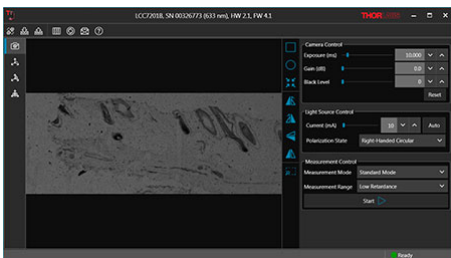 LCC7201B, SN 00326773 (633 nm), HW 2.1, FW 4.1
THORLABS
Camera Control
Exposure (ms) 10.000
Gain (dB) 0.0
Black Level 0
Reset
Light Source Control
Current (mA) 10 Auto
Polarization State Right-Handed Circular
Measurement Control
Measurement Mode Standard Mode
Measurement Range Low Retardance
Start
Ready